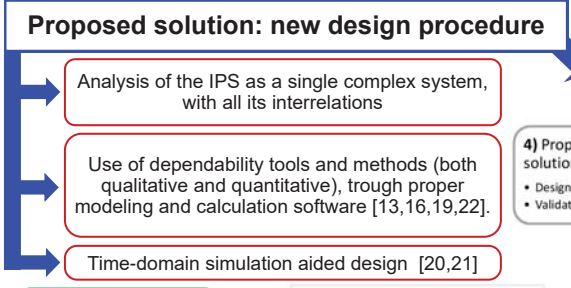 Proposed solution: new design procedure
Analysis of the IPS as a single complex system,
with all its interrelations
4) Prop
solution
• Design
• Validat
Use of dependability tools and methods (both
qualitative and quantitative), trough proper
modeling and calculation software [13,16,19,22].
Time-domain simulation aided design [20,21]